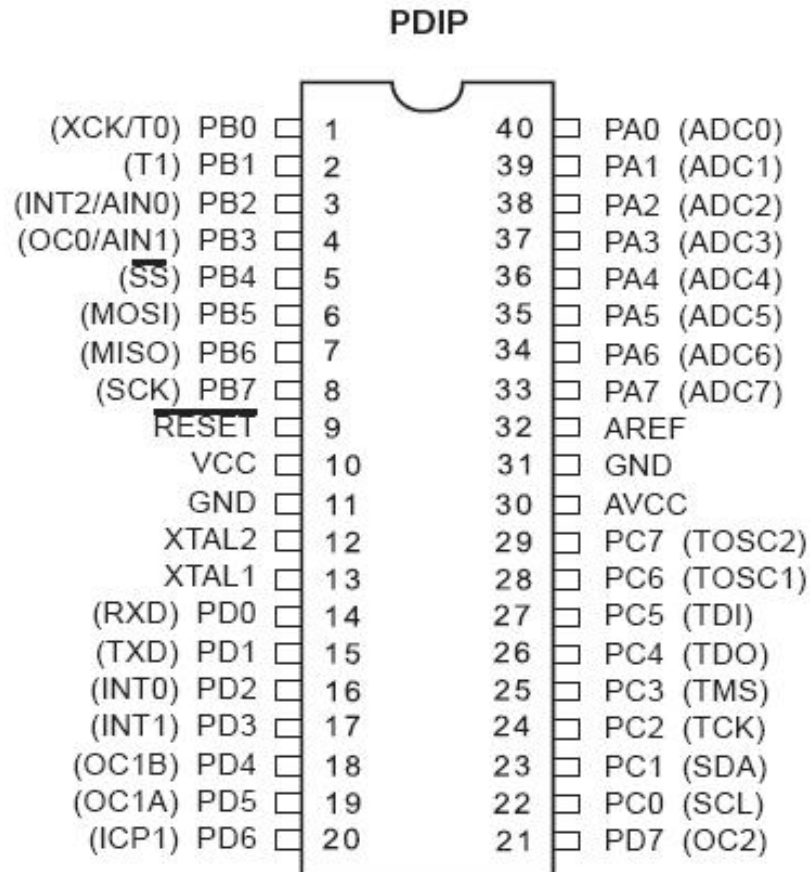 PDIP
(XCK/T0) PB0 1 40 PA0 (ADC0)
(T1) PB1 2 39 PA1 (ADC1)
(INT2/AIN0) PB2 3 38 PA2 (ADC2)
(OC0/AIN1) PB3 4 37 PA3 (ADC3)
(SS) PB4 5 36 PA4 (ADC4)
(MOSI) PB5 6 35 PA5 (ADC5)
(MISO) PB6 7 34 PA6 (ADC6)
(SCK) PB7 8 33 PA7 (ADC7)
RESET 9 32 AREF
VCC 10 31 GND
GND 11 30 AVCC
XTAL2 12 29 PC7 (TOSC2)
XTAL1 13 28 PC6 (TOSC1)
(RXD) PD0 14 27 PC5 (TDI)
(TXD) PD1 15 26 PC4 (TDO)
(INT0) PD2 16 25 PC3 (TMS)
(INT1) PD3 17 24 PC2 (TCK)
(OC1B) PD4 18 23 PC1 (SDA)
(OC1A) PD5 19 22 PC0 (SCL)
(ICP1) PD6 20 21 PD7 (OC2)